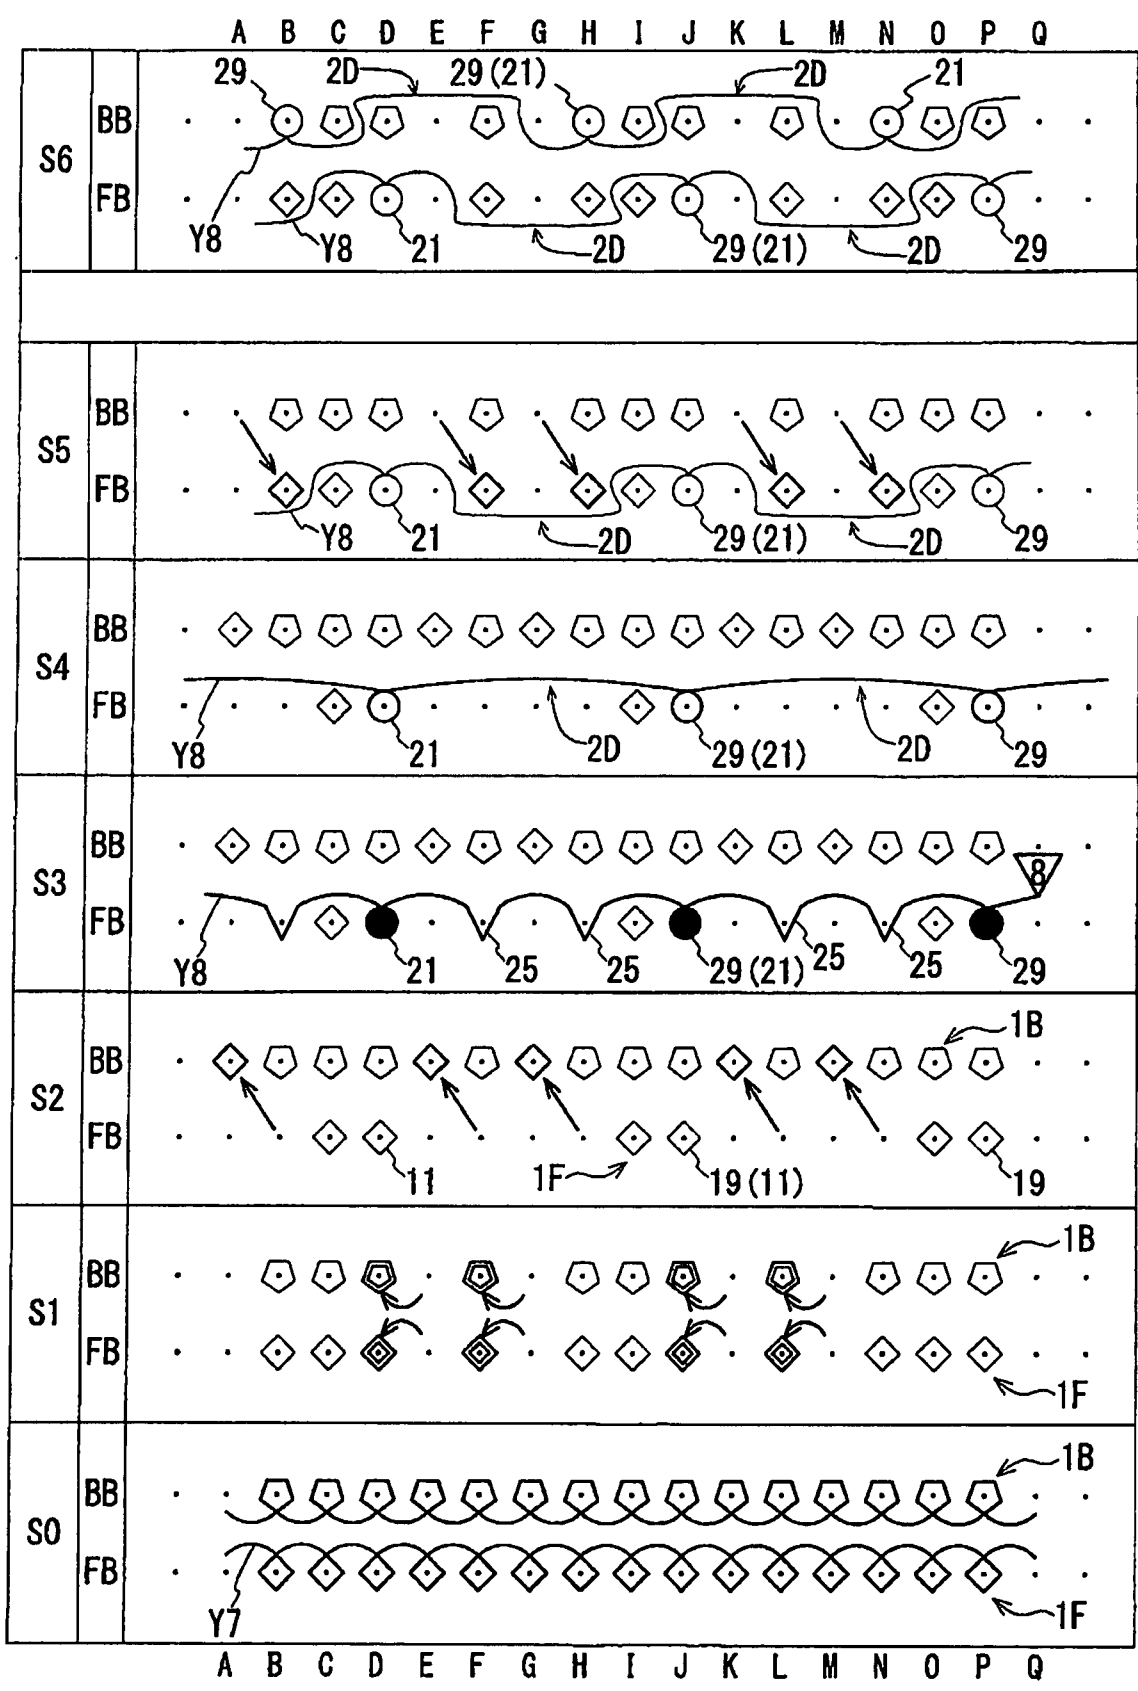 A B C D E F G H I J K L M N O P Q
29 2D 29(21) 2D 21
BB
S6
FB
Y8 Y8 21 2D 29(21) 2D 29
BB
S5
FB
Y8 21 2D 29(21) 2D 29
BB
S4
FB
Y8 21 2D 29(21) 2D 29
BB
8
S3
FB
Y8 21 25 25 29(21) 25 25 29
1B
BB
S2
FB
11 1F 19(11) 19
1B
BB
S1
FB
1F
1B
BB
S0
FB
Y7 1F
A B C D E F G H I J K L M N O P Q